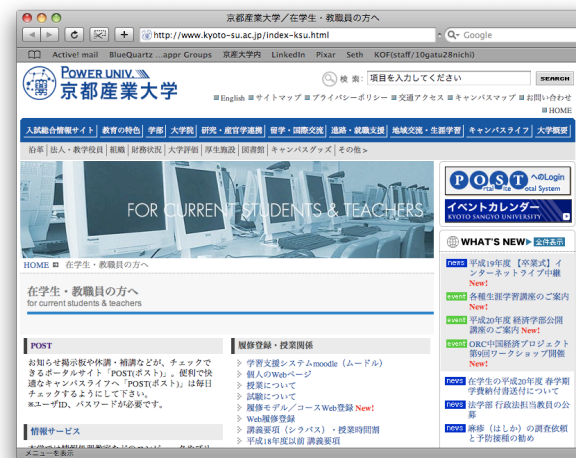 京都産業大学／在学生・教職員の方へ
http://www.kyoto-su.ac.jp/index-ksu.html
Google
Active! mail BlueQuartz ...appr Groups 京産大学内 LinkedIn Pixar Seth KOF(staff/10gatu28nichi)
POWER UNIV.
京都産業大学
検 索: 項目を入力してください SEARCH
English サイトマップ プライバシーポリシー 交通アクセス キャンパスマップ お問い合わせ
HOME
入試総合情報サイト 教育の特色 学部 大学院 研究・産官学連携 留学・国際交流 進路・就職支援 地域交流・生涯学習 キャンパスライフ 大学概要
沿革 法人・教学役員 組織 財務状況 大学評価 厚生施設 図書館 キャンパスグッズ その他 >
FOR CURRENT STUDENTS & TEACHERS
POST へのLogin
Portal Site Total System
イベントカレンダー
KYOTO SANGYO UNIVERSITY
WHAT'S NEW 全件表示
HOME 在学生・教職員の方へ
在学生・教職員の方へ
for current students & teachers
POST
お知らせ掲示板や休講・補講などが、チェックで
きるポータルサイト「POST(ポスト)」。便利で快
適なキャンパスライフへ「POST(ポスト)」は毎日
チェックするようにして下さい。
※ユーザID、パスワードが必要です。
情報サービス
履修登録・授業関係
学習支援システムmoodle（ムードル）
個人のWebページ
授業について
試験について
履修モデル／コースWeb登録 New!
Web履修登録
講義要項（シラバス）・授業時間割
平成18年度以前 講義要項
news 平成19年度 【卒業式】イ
ンターネットライブ中継
New!
event 各種生涯学習講座のご案内
New!
event 平成20年度 経済学部公開
講座のご案内 New!
event ORC中国経済プロジェクト
第9回ワークショップ開催
New!
news 在学生の平成20年度 春学期
学費納付書送付について
news 法学部 行政法担当教員の公
募
news 麻疹（はしか）の調査依頼
と予防接種の勧め
メニューを表示